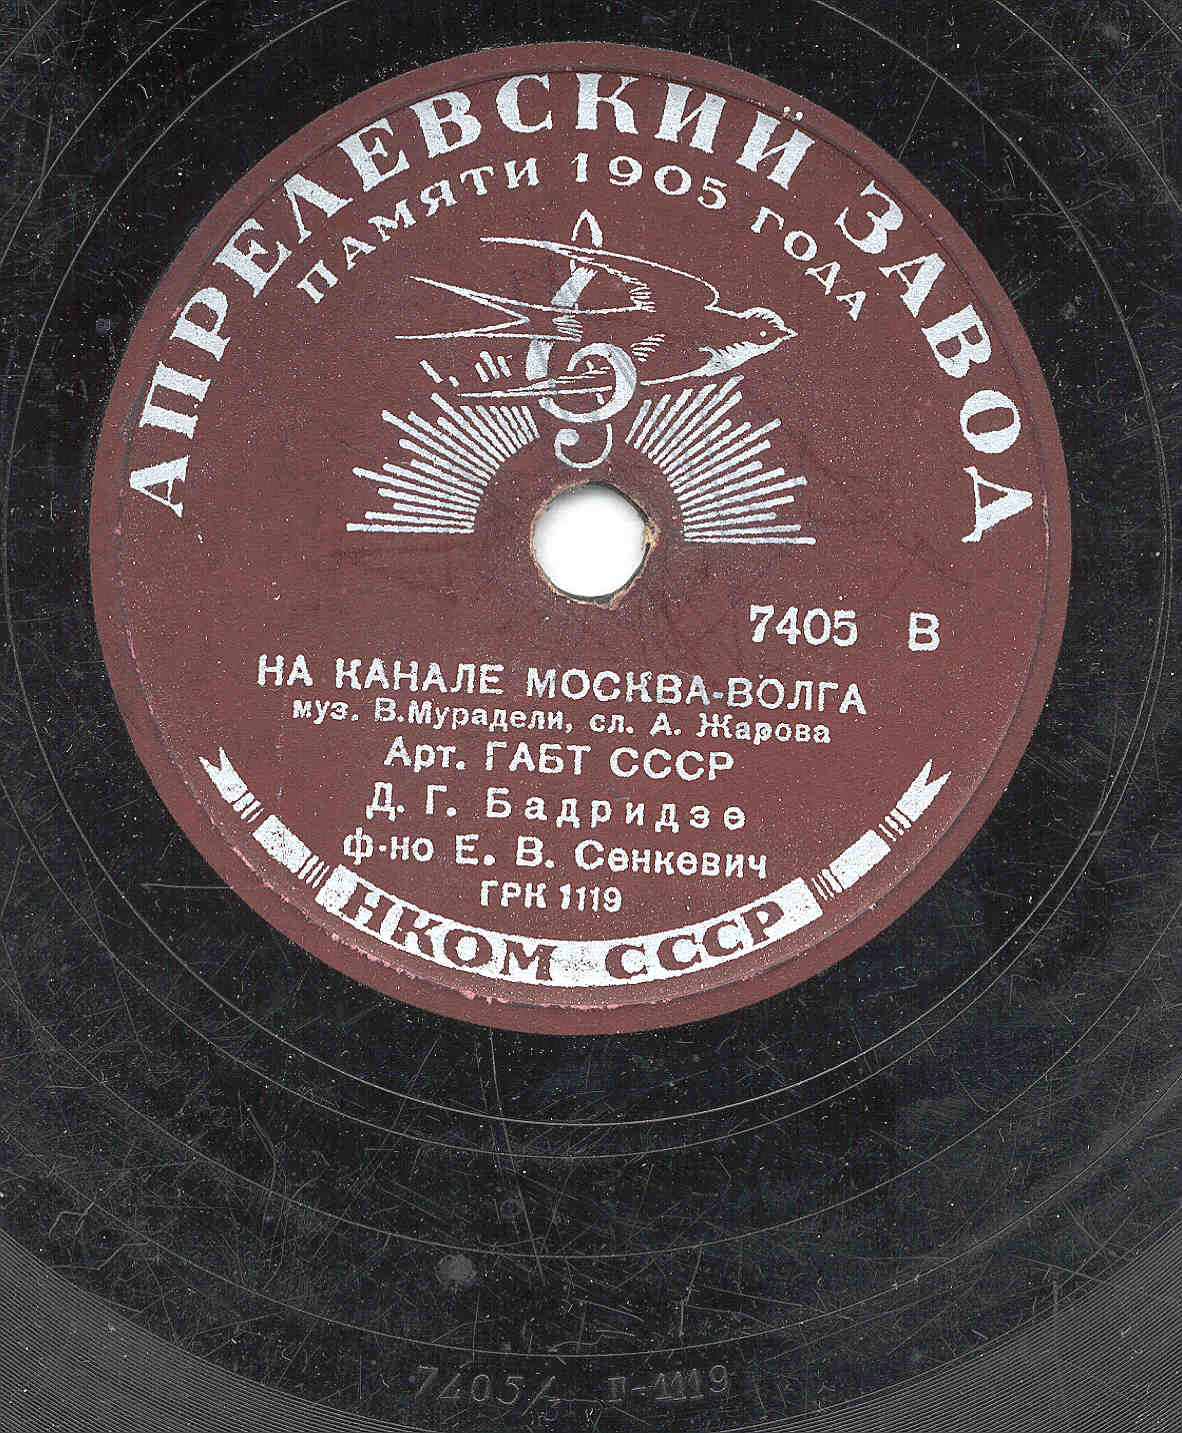 АПРЕЛЕВСКИЙ ЗАВОД
ПАМЯТИ 1905 ГОДА
7405 В
НА КАНАЛЕ МОСКВА-ВОЛГА
муз. В.Мурадели, сл. А. Жарова
Арт. ГАБТ СССР
Д. Г. Бадридзе
ф-но Е. В. Сенкевич
ГРК 1119
НКОМ СССР
7405/ П-1119